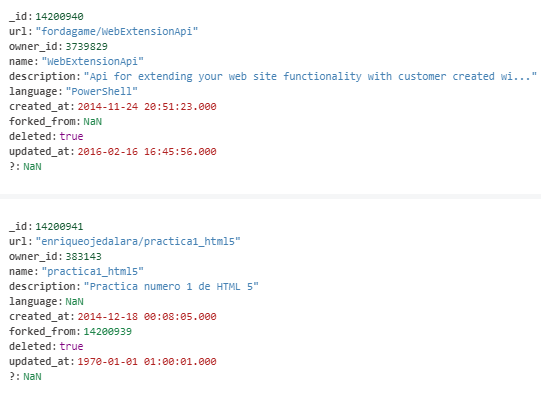 _id: 14200940
url: "fordagame/WebExtensionApi"
owner_id: 3739829
name: "WebExtensionApi"
description: "Api for extending your web site functionality with customer created wi..."
language: "PowerShell"
created_at: 2014-11-24 20:51:23.000
forked_from: NaN
deleted: true
updated_at: 2016-02-16 16:45:56.000
?: NaN
_id: 14200941
url: "enriqueojedalara/practica1_html5"
owner_id: 383143
name: "practica1_html5"
description: "Practica numero 1 de HTML 5"
language: NaN
created_at: 2014-12-18 00:08:05.000
forked_from: 14200939
deleted: true
updated_at: 1970-01-01 01:00:01.000
?: NaN